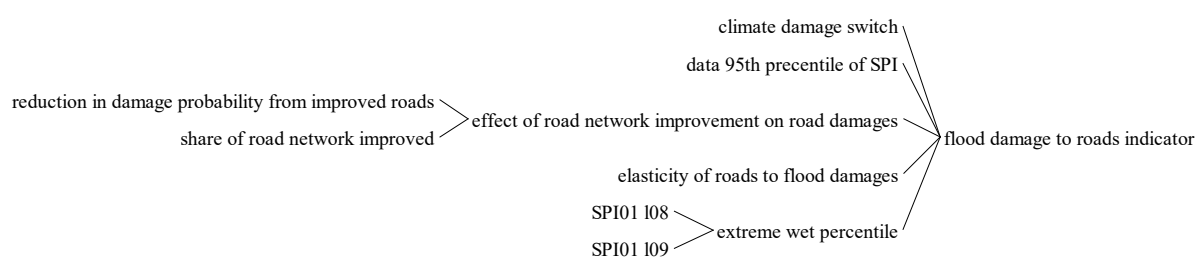 climate damage switch
data 95th precentile of SPI
reduction in damage probability from improved roads
effect of road network improvement on road damages
share of road network improved
flood damage to roads indicator
elasticity of roads to flood damages
SPI01 l08
extreme wet percentile
SPI01 l09